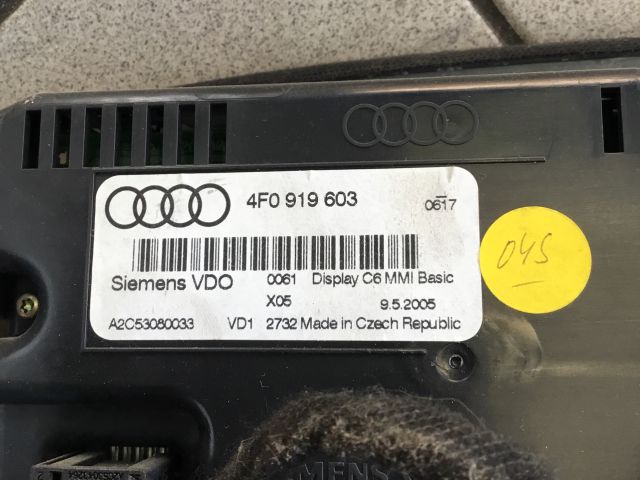 4F0 919 603
0617
Siemens VDO
0061 Display C6 MMI Basic
X05 9.5.2005
A2C53080033 VD1 2732 Made in Czech Republic
045